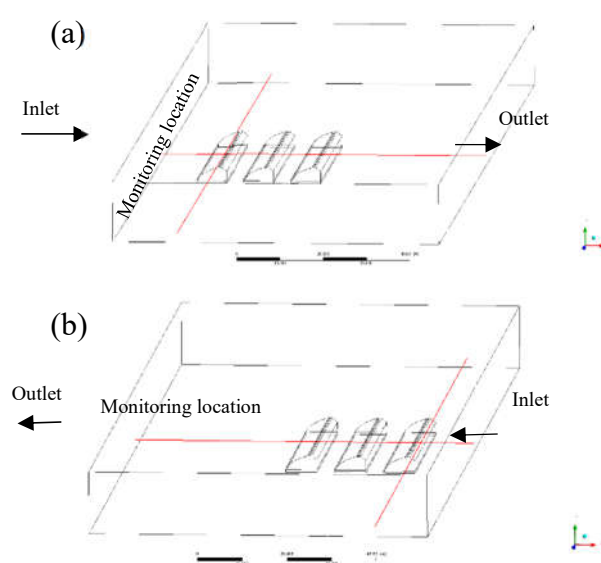 (a)
Inlet
Monitoring location
Outlet
(b)
Outlet
Monitoring location
Inlet